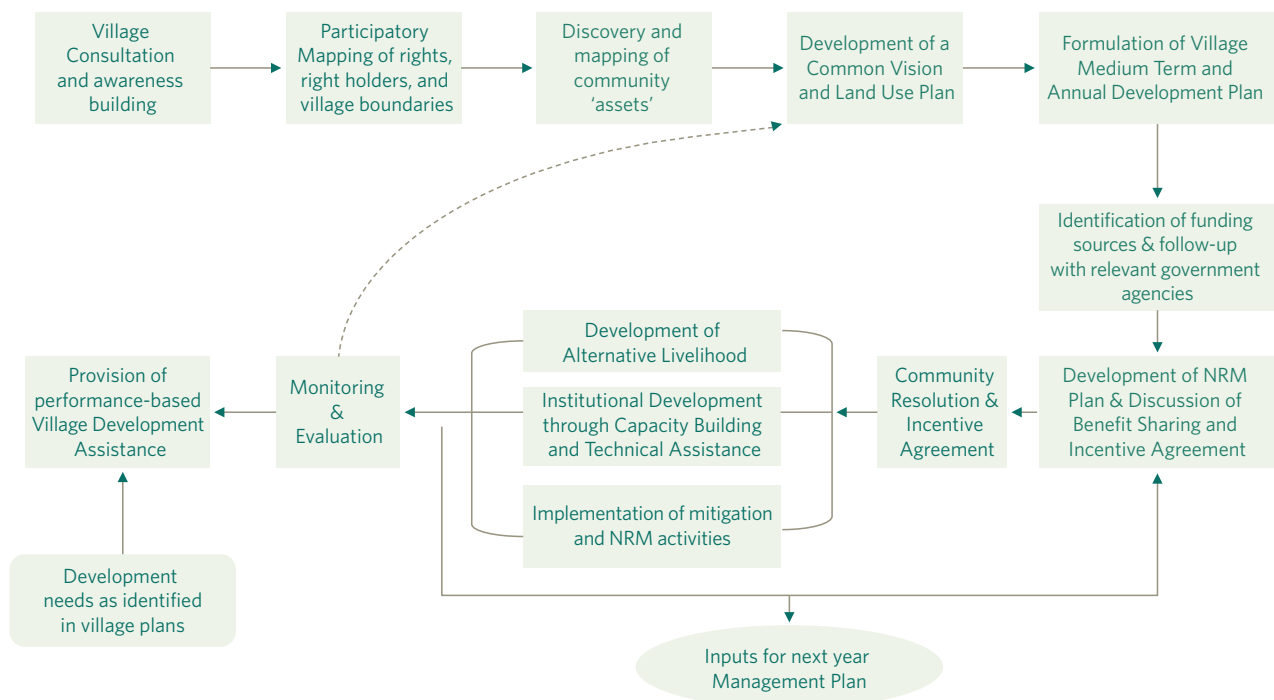 Village
Consultation
and awareness
building
Participatory
Mapping of rights,
right holders, and
village boundaries
Discovery and
mapping of
community
‘assets’
Development of a
Common Vision
and Land Use Plan
Formulation of Village
Medium Term and
Annual Development Plan
Identification of funding
sources & follow-up
with relevant government
agencies
Development of NRM
Plan & Discussion of
Benefit Sharing and
Incentive Agreement
Community
Resolution &
Incentive
Agreement
Development of
Alternative Livelihood
Institutional Development
through Capacity Building
and Technical Assistance
Implementation of mitigation
and NRM activities
Monitoring
&
Evaluation
Provision of
performance-based
Village Development
Assistance
Development
needs as identified
in village plans
Inputs for next year
Management Plan